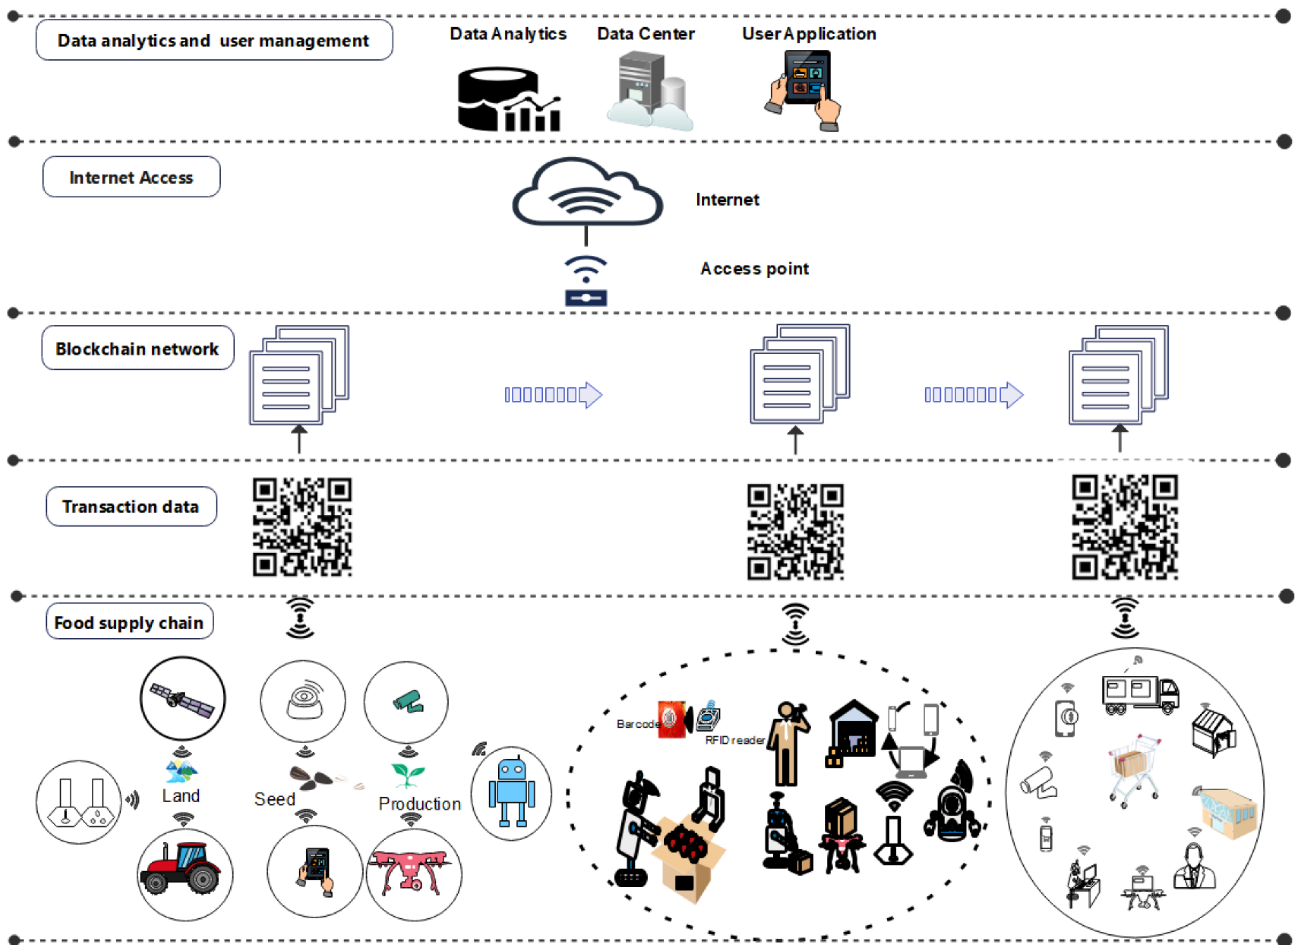 Data analytics and user management
Data Analytics
Data Center
User Application
Internet Access
Internet
Access point
Blockchain network
Transaction data
Food supply chain
Barcode
RFID reader
Land
Seed
Production